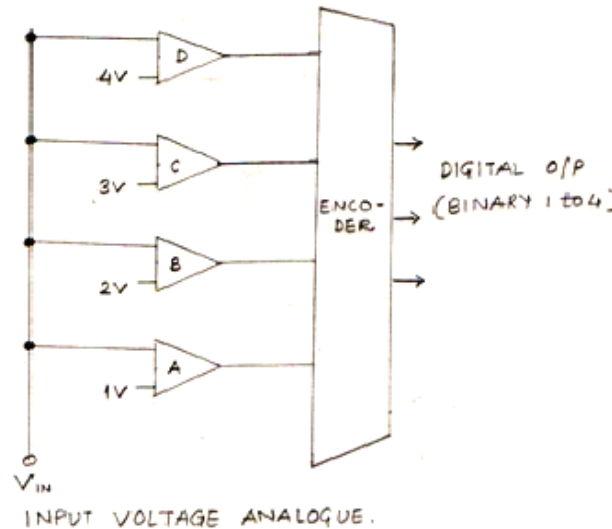 D
4V
C
3V
ENCO-
DER
DIGITAL O/P
(BINARY 1 to 4)
B
2V
A
1V
VIN
INPUT VOLTAGE ANALOGUE.